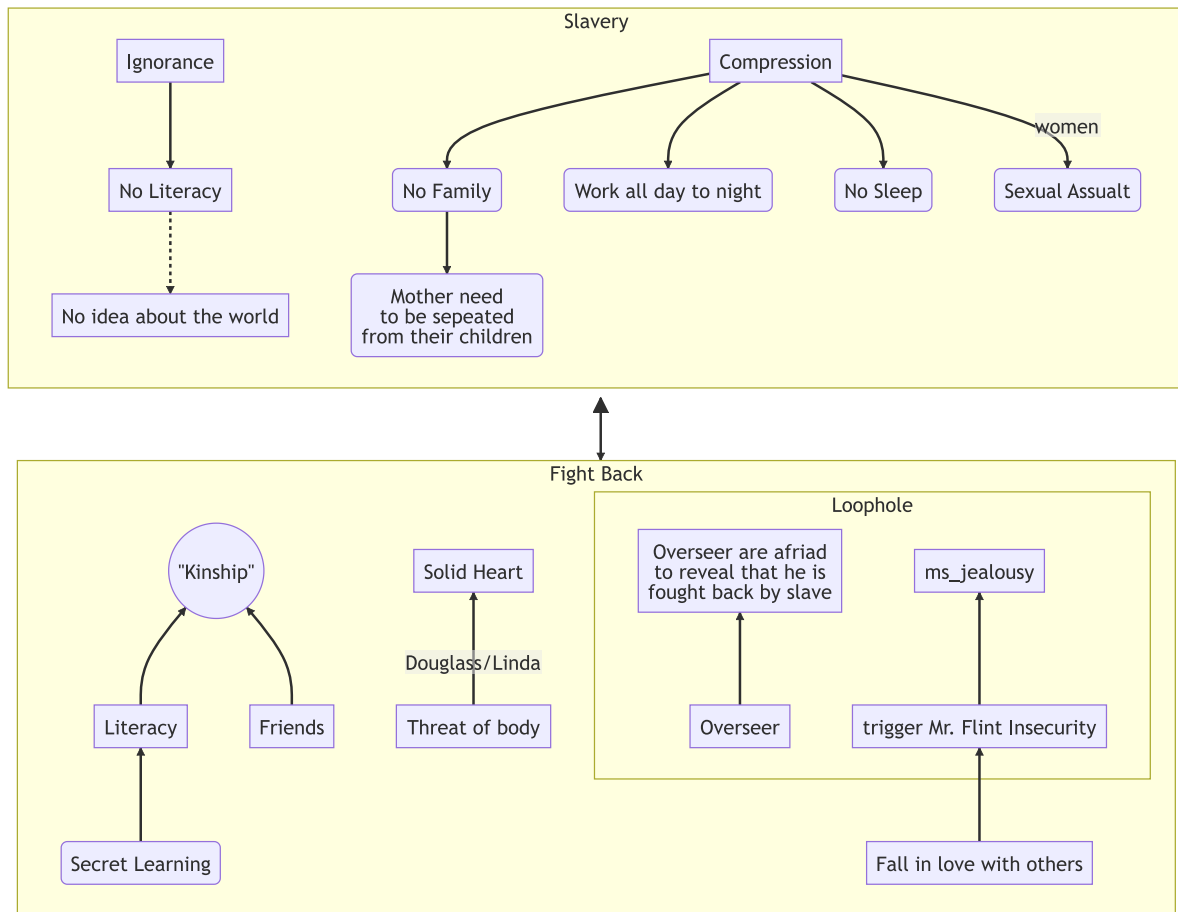 Slavery
Ignorance
Compression
women
No Literacy
No Family
Work all day to night
No Sleep
Sexual Assualt
No idea about the world
Mother need
to be sepeated
from their children
Fight Back
Loophole
"Kinship"
Solid Heart
Overseer are afriad
to reveal that he is
fought back by slave
ms_jealousy
Douglass/Linda
Literacy
Friends
Threat of body
Overseer
trigger Mr. Flint Insecurity
Secret Learning
Fall in love with others